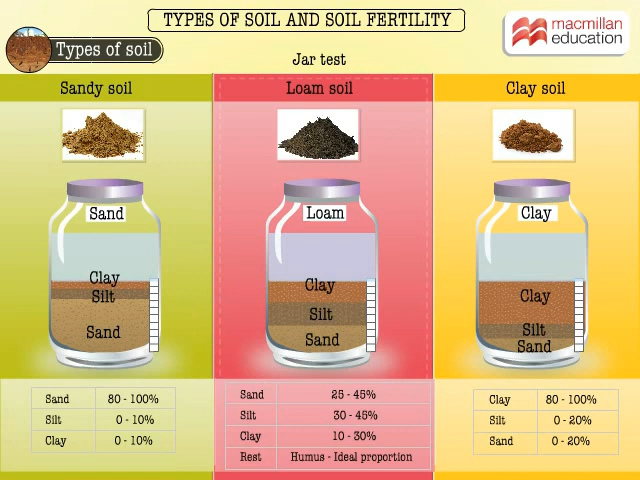 TYPES OF SOIL AND SOIL FERTILITY
macmillan
education
Types of soil
Jar test
Sandy soil
Loam soil
Clay soil
Sand
Loam
Clay
Clay
Silt
Sand
Clay
Silt
Sand
Clay
Silt
Sand
Sand 80 - 100%
Silt 0 - 10%
Clay 0 - 10%
Sand 25 - 45%
Silt 30 - 45%
Clay 10 - 30%
Rest Humus - Ideal proportion
Clay 80 - 100%
Silt 0 - 20%
Sand 0 - 20%